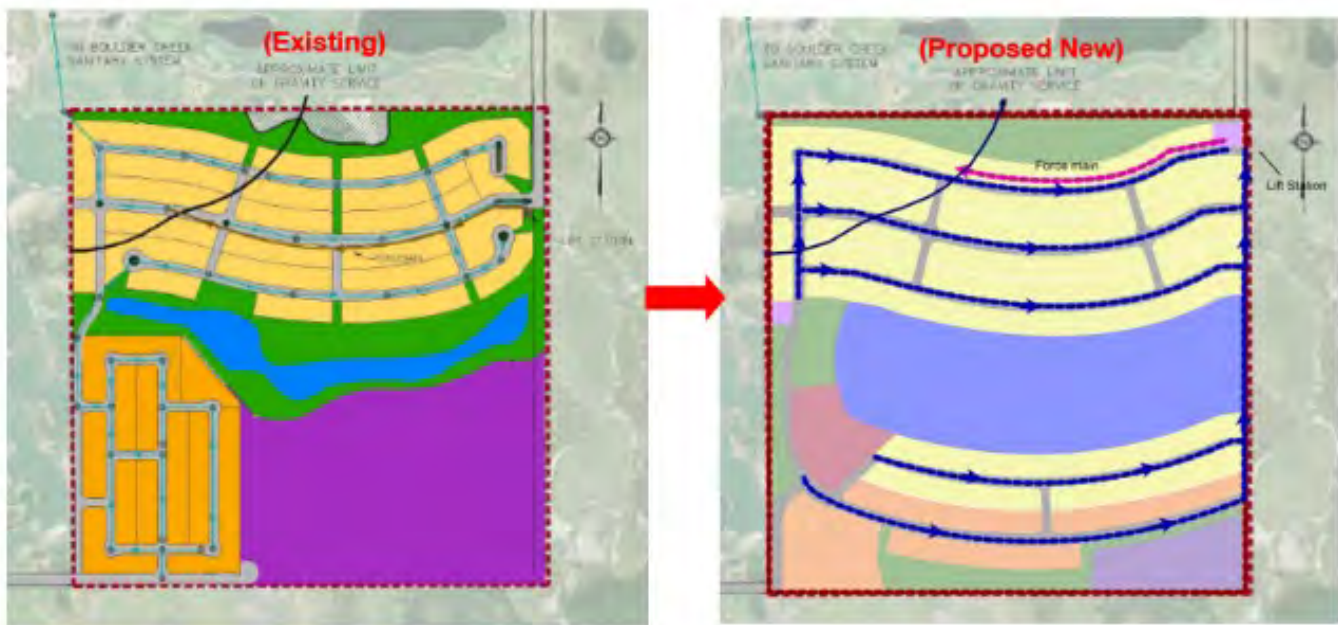 (Existing)
TO BOULDER CREEK
SANITARY SYSTEM
APPROXIMATE LIMIT
OF GRAVITY SERVICE
LIFT STATION
(Proposed New)
TO BOULDER CREEK
SANITARY SYSTEM
APPROXIMATE LIMIT
OF GRAVITY SERVICE
Force main
Lift Station